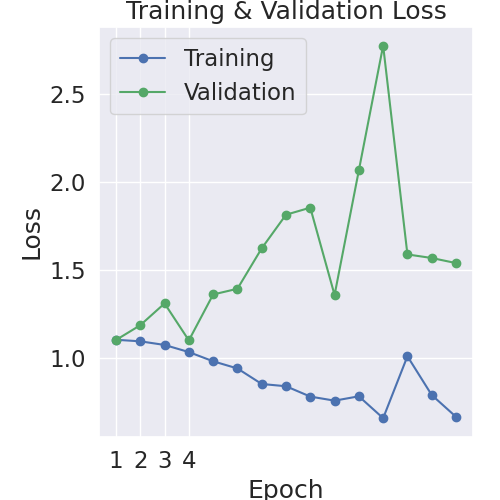 Training & Validation Loss
Training
Validation
2.5
2.0
1.5
1.0
Loss
1 2 3 4
Epoch